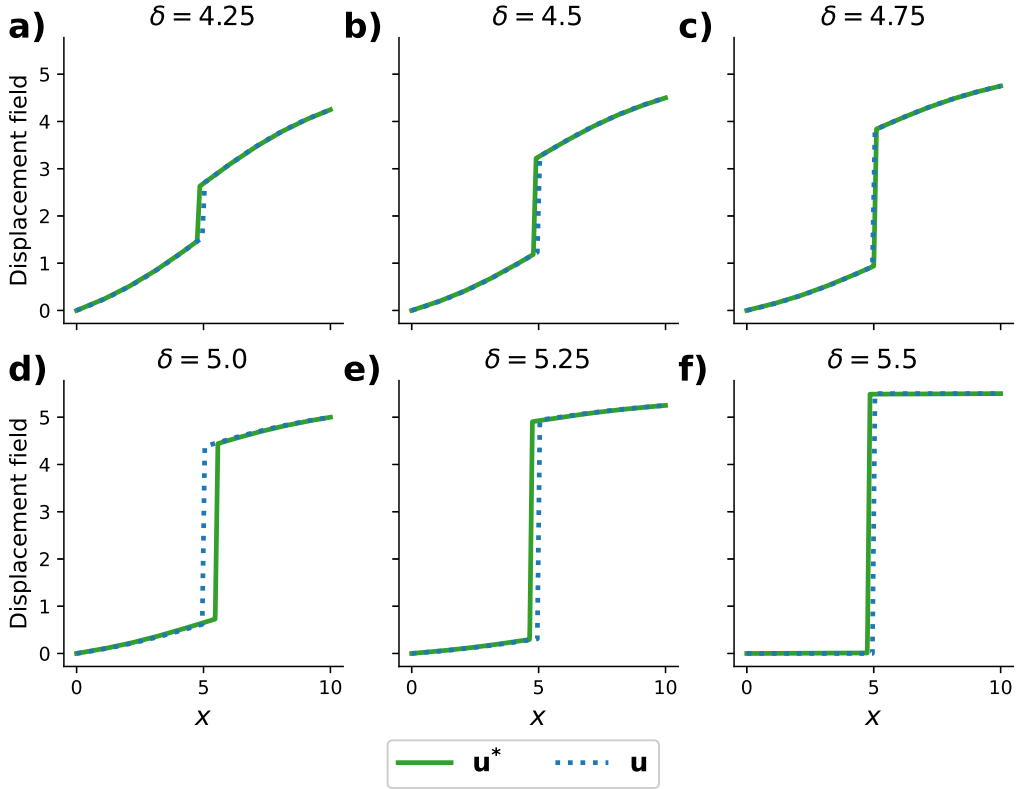 a) δ = 4.25
b) δ = 4.5
c) δ = 4.75
Displacement field
5
4
3
2
1
0
d) δ = 5.0
e) δ = 5.25
f) δ = 5.5
Displacement field
5
4
3
2
1
0
0 5 10
0 5 10
0 5 10
x
x
x
u* u